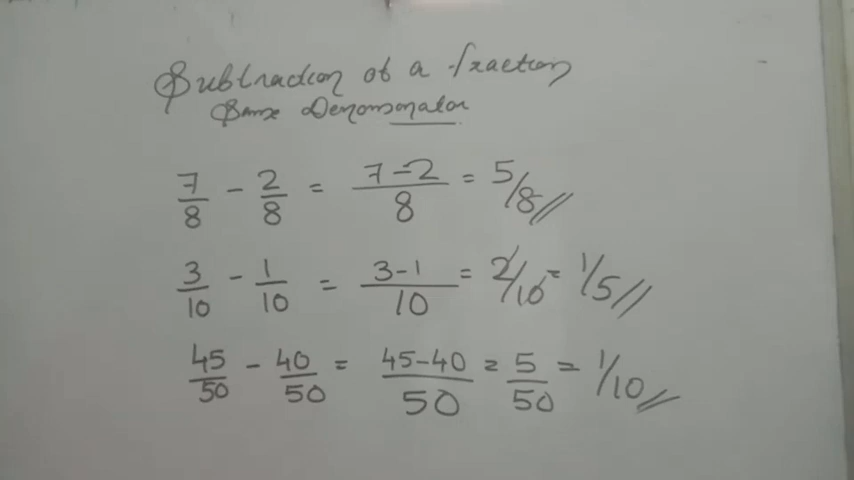 Subtraction of a fraction
Same Denomonator
7/8 - 2/8 = 7-2/8 = 5/8//
3/10 - 1/10 = 3-1/10 = 2/10 = 1/5//
45/50 - 40/50 = 45-40/50 = 5/50 = 1/10//